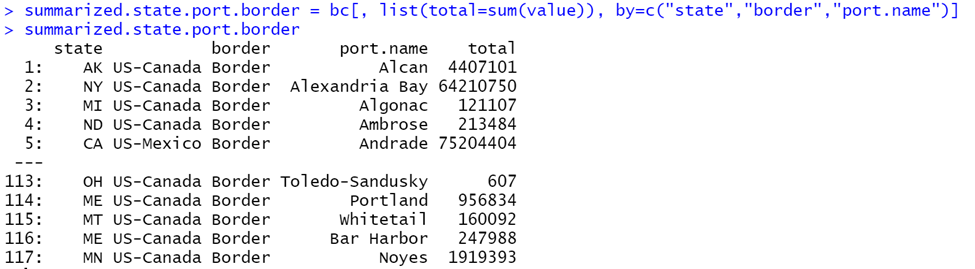 > summarized.state.port.border = bc[, list(total=sum(value)), by=c("state","border","port.name")]
> summarized.state.port.border
state border port.name total
1: AK US-Canada Border Alcan 4407101
2: NY US-Canada Border Alexandria Bay 64210750
3: MI US-Canada Border Algonac 121107
4: ND US-Canada Border Ambrose 213484
5: CA US-Mexico Border Andrade 75204404
---
113: OH US-Canada Border Toledo-Sandusky 607
114: ME US-Canada Border Portland 956834
115: MT US-Canada Border Whitetail 160092
116: ME US-Canada Border Bar Harbor 247988
117: MN US-Canada Border Noyes 1919393